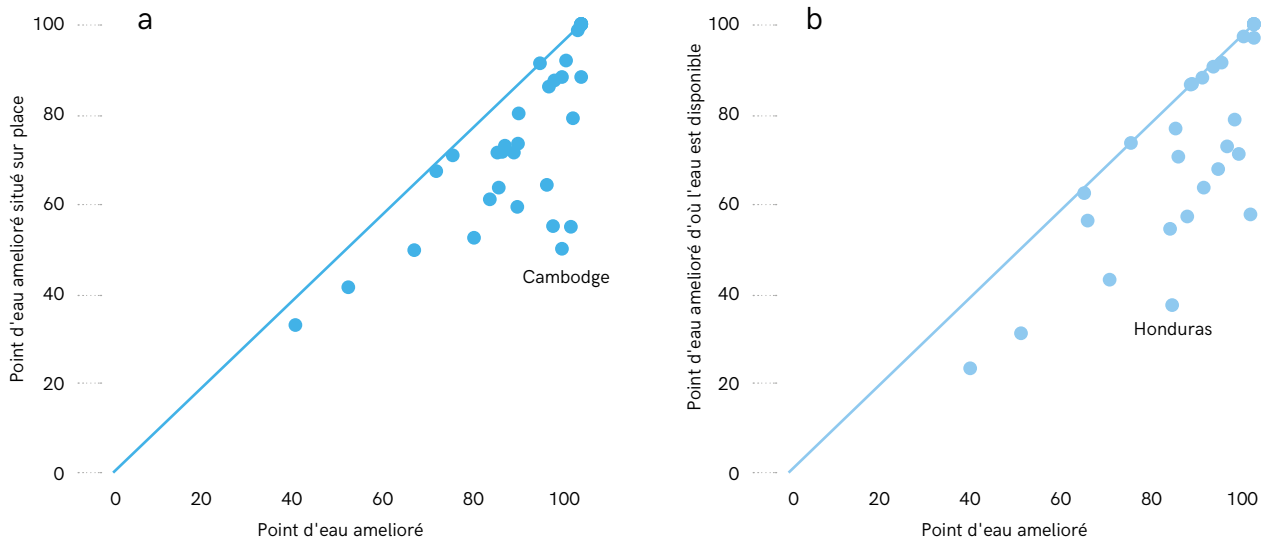 a
Point d'eau amelioré situé sur place
100
80
60
40
20
0
Cambodge
0 20 40 60 80 100
Point d'eau amelioré
b
Point d'eau amelioré d'où l'eau est disponible
100
80
60
40
20
0
Honduras
0 20 40 60 80 100
Point d'eau amelioré